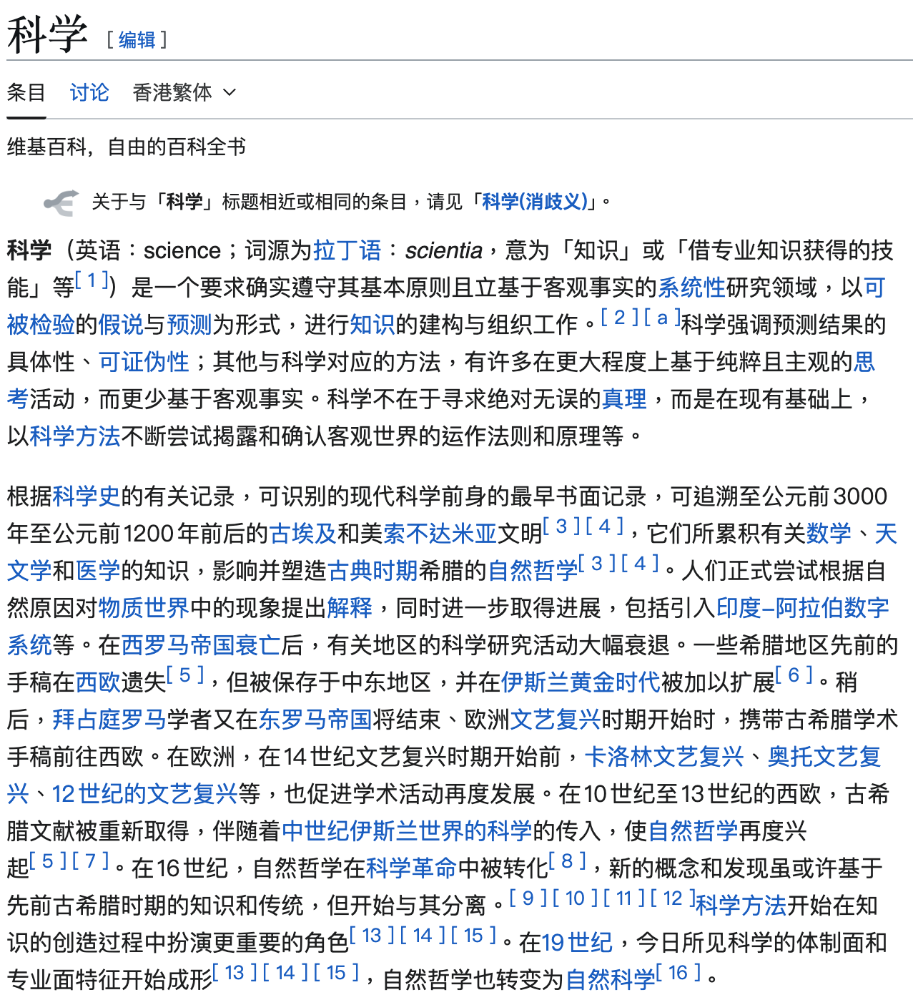 科学 [ 编辑 ]
条目 讨论 香港繁体
维基百科，自由的百科全书
关于与「科学」标题相近或相同的条目，请见「科学(消歧义)」。
科学（英语：science；词源为拉丁语：scientia，意为「知识」或「借专业知识获得的技
能」等[ 1 ]）是一个要求确实遵守其基本原则且立基于客观事实的系统性研究领域，以可
被检验的假说与预测为形式，进行知识的建构与组织工作。[ 2 ][ a ]科学强调预测结果的
具体性、可证伪性；其他与科学对应的方法，有许多在更大程度上基于纯粹且主观的思
考活动，而更少基于客观事实。科学不在于寻求绝对无误的真理，而是在现有基础上，
以科学方法不断尝试揭露和确认客观世界的运作法则和原理等。
根据科学史的有关记录，可识别的现代科学前身的最早书面记录，可追溯至公元前3000
年至公元前1200年前后的古埃及和美索不达米亚文明[ 3 ][ 4 ]，它们所累积有关数学、天
文学和医学的知识，影响并塑造古典时期希腊的自然哲学[ 3 ][ 4 ]。人们正式尝试根据自
然原因对物质世界中的现象提出解释，同时进一步取得进展，包括引入印度–阿拉伯数字
系统等。在西罗马帝国衰亡后，有关地区的科学研究活动大幅衰退。一些希腊地区先前的
手稿在西欧遗失[ 5 ]，但被保存于中东地区，并在伊斯兰黄金时代被加以扩展[ 6 ]。稍
后，拜占庭罗马学者又在东罗马帝国将结束、欧洲文艺复兴时期开始时，携带古希腊学术
手稿前往西欧。在欧洲，在14世纪文艺复兴时期开始前，卡洛林文艺复兴、奥托文艺复
兴、12世纪的文艺复兴等，也促进学术活动再度发展。在10世纪至13世纪的西欧，古希
腊文献被重新取得，伴随着中世纪伊斯兰世界的科学的传入，使自然哲学再度兴
起[ 5 ][ 7 ]。在16世纪，自然哲学在科学革命中被转化[ 8 ]，新的概念和发现虽或许基于
先前古希腊时期的知识和传统，但开始与其分离。[ 9 ][ 10 ][ 11 ][ 12 ]科学方法开始在知
识的创造过程中扮演更重要的角色[ 13 ][ 14 ][ 15 ]。在19世纪，今日所见科学的体制面和
专业面特征开始成形[ 13 ][ 14 ][ 15 ]，自然哲学也转变为自然科学[ 16 ]。